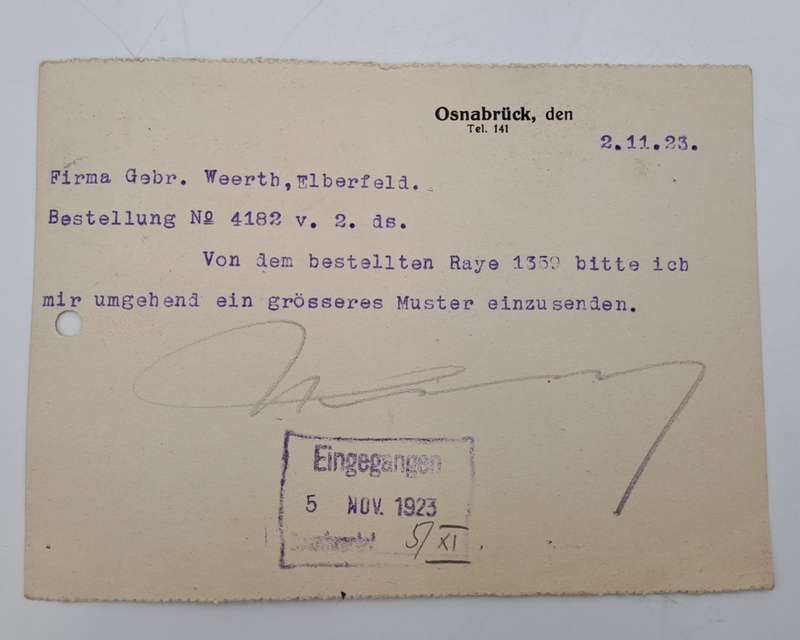 Osnabrück, den
Tel. 141
2.11.23.
Firma Gebr. Weerth, Elberfeld.
Bestellung № 4182 v. 2. ds.
Von dem bestellten Raye 1359 bitte ich
mir umgehend ein grösseres Muster einzusenden.
Eingegangen
5 NOV. 1923
5/XI.